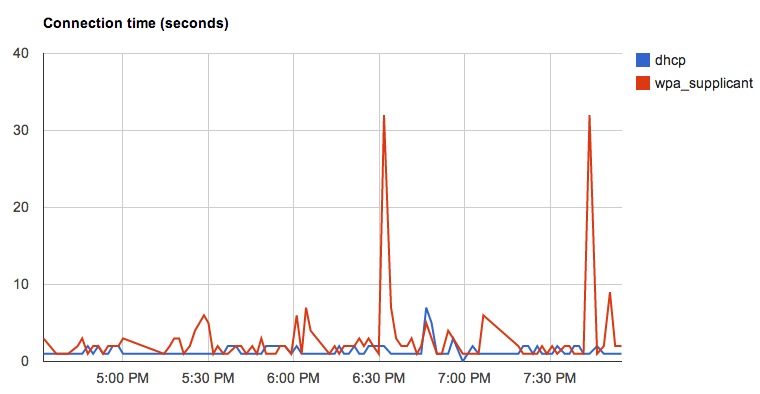 Connection time (seconds)
40
30
20
10
0
5:00 PM 5:30 PM 6:00 PM 6:30 PM 7:00 PM 7:30 PM
dhcp
wpa_supplicant